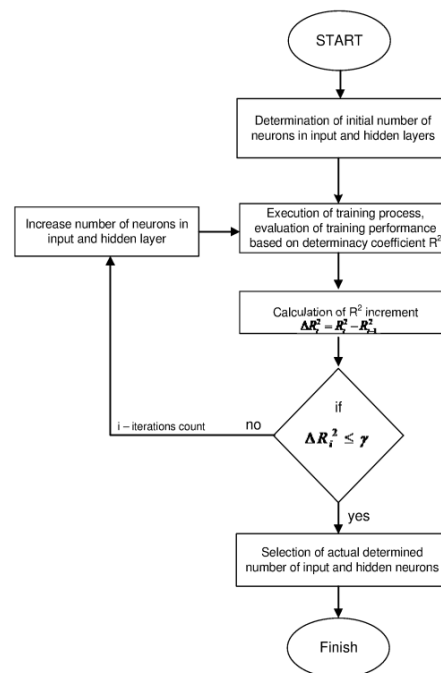 START
Determination of initial number of
neurons in input and hidden layers
Increase number of neurons in
input and hidden layer
Execution of training process,
evaluation of training performance
based on determinacy coefficient R²
Calculation of R² increment
ΔR²ᵢ = R²ᵢ − R²ᵢ₋₁
if
ΔRᵢ² ≤ γ
no
i – iterations count
yes
Selection of actual determined
number of input and hidden neurons
Finish